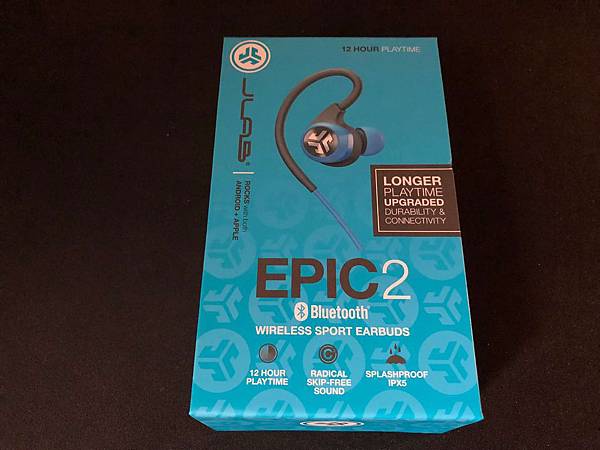 12 HOUR PLAYTIME
JLAB®
ROCKS with both
ANDROID + APPLE
LONGER
PLAYTIME
UPGRADED
DURABILITY &
CONNECTIVITY
EPIC2
Bluetooth®
WIRELESS SPORT EARBUDS
12 HOUR
PLAYTIME
RADICAL
SKIP-FREE
SOUND
SPLASHPROOF
IPX5